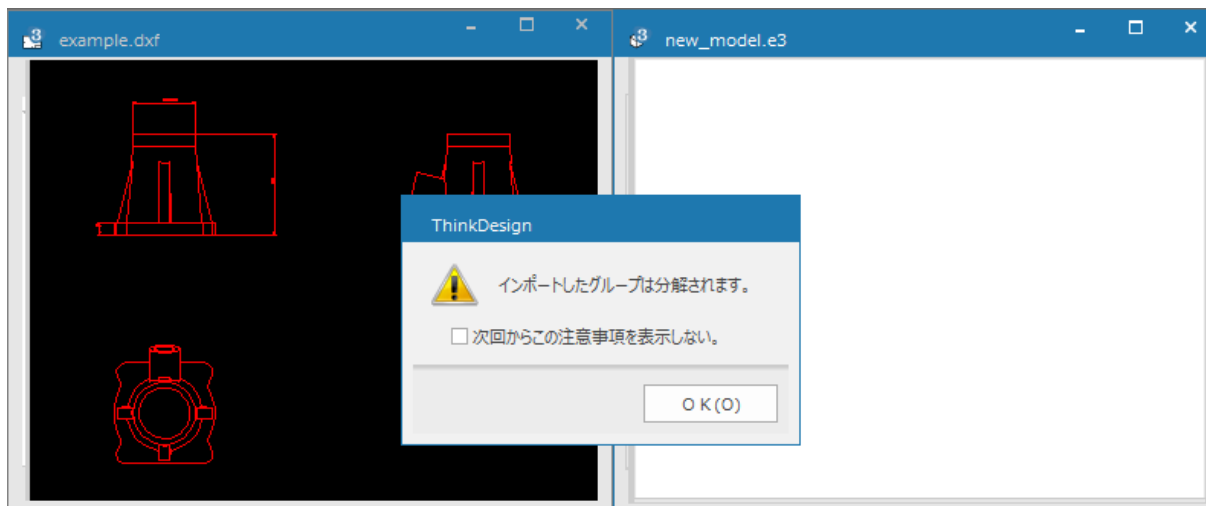 example.dxf
new_model.e3
ThinkDesign
インポートしたグループは分解されます。
次回からこの注意事項を表示しない。
O K(O)